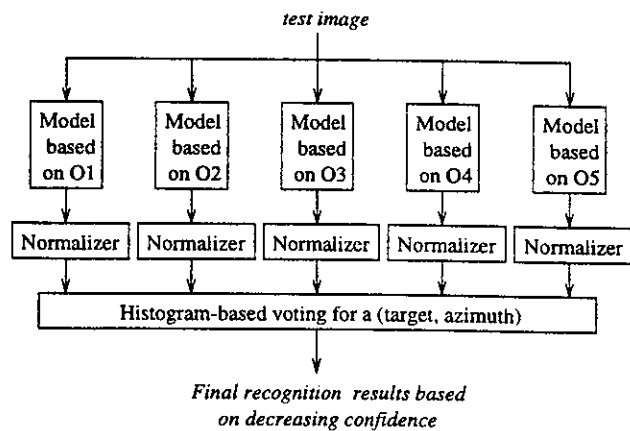 test image
Model based on O1
Model based on O2
Model based on O3
Model based on O4
Model based on O5
Normalizer
Normalizer
Normalizer
Normalizer
Normalizer
Histogram-based voting for a (target, azimuth)
Final recognition results based
on decreasing confidence